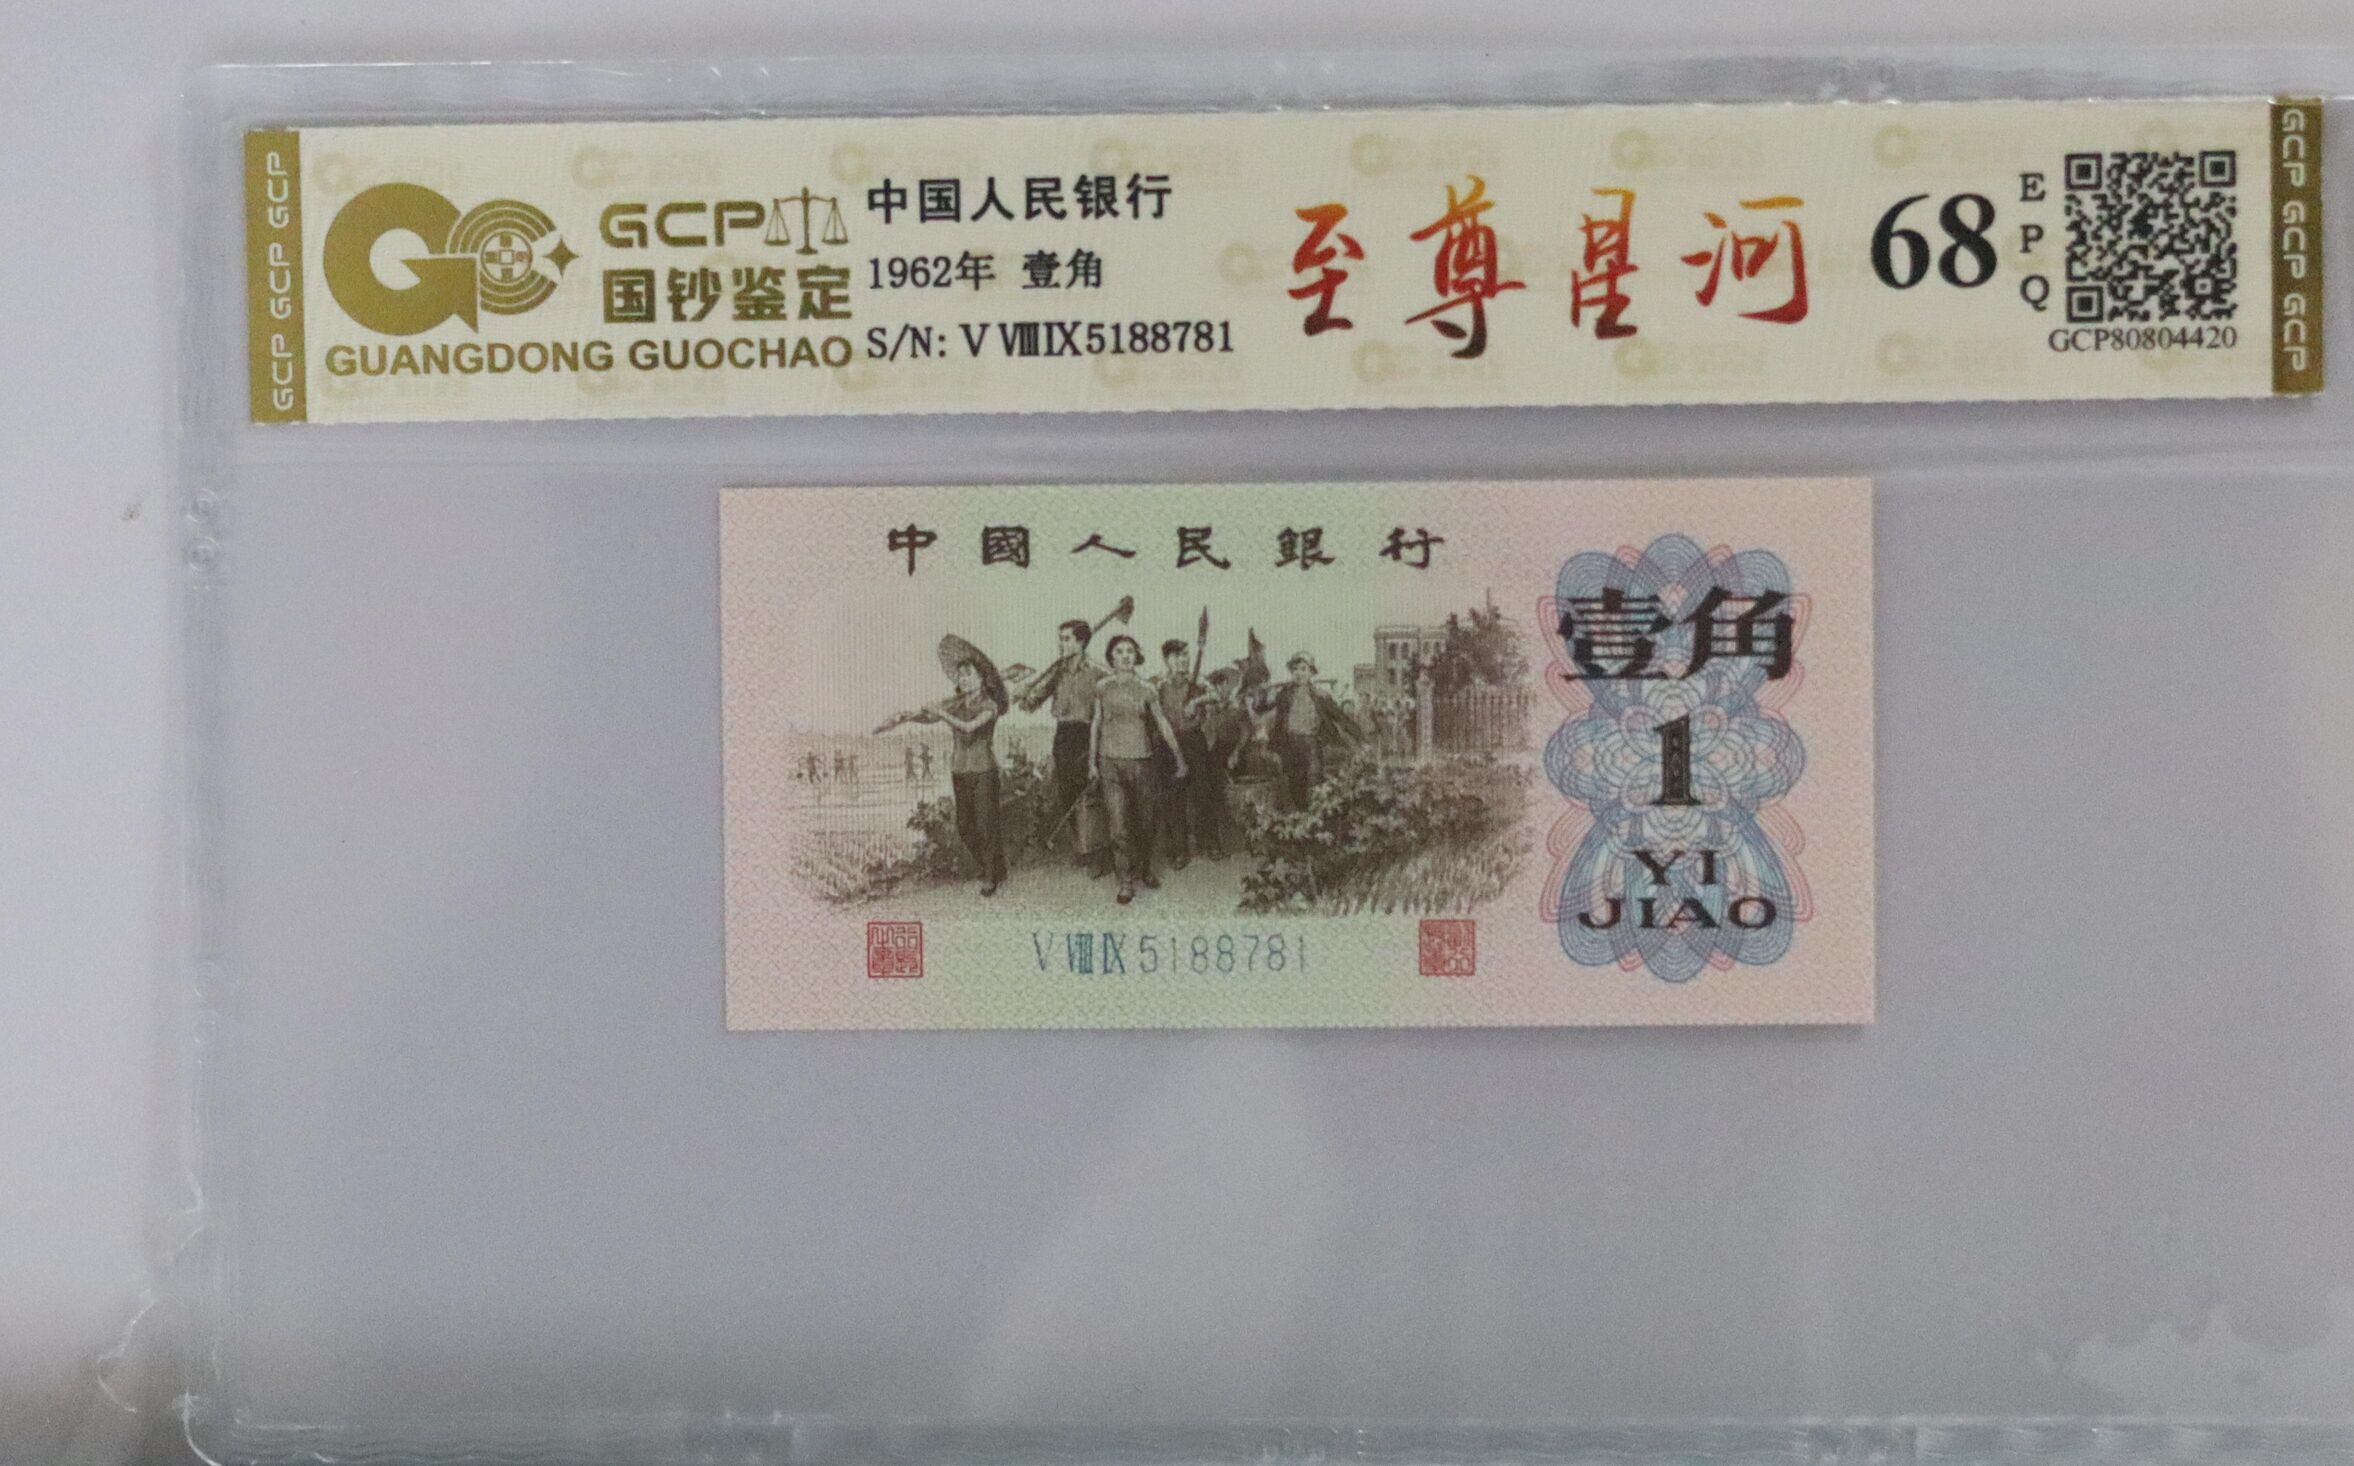 GCP GCP GCP
GCP
国钞鉴定
GUANGDONG GUOCHAO
中国人民银行
1962年 壹角
S/N: V Ⅷ Ⅸ 5188781
至尊星河
68
E
P
Q
GCP80804420
GCP GCP GCP
中國人民銀行
壹角
1
YI
JIAO
V Ⅷ Ⅸ 5188781